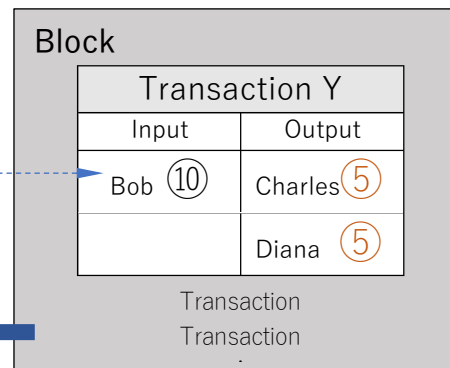 Block
Transaction Y
Input Output
Bob ⑩ Charles ⑤
Diana ⑤
Transaction
Transaction